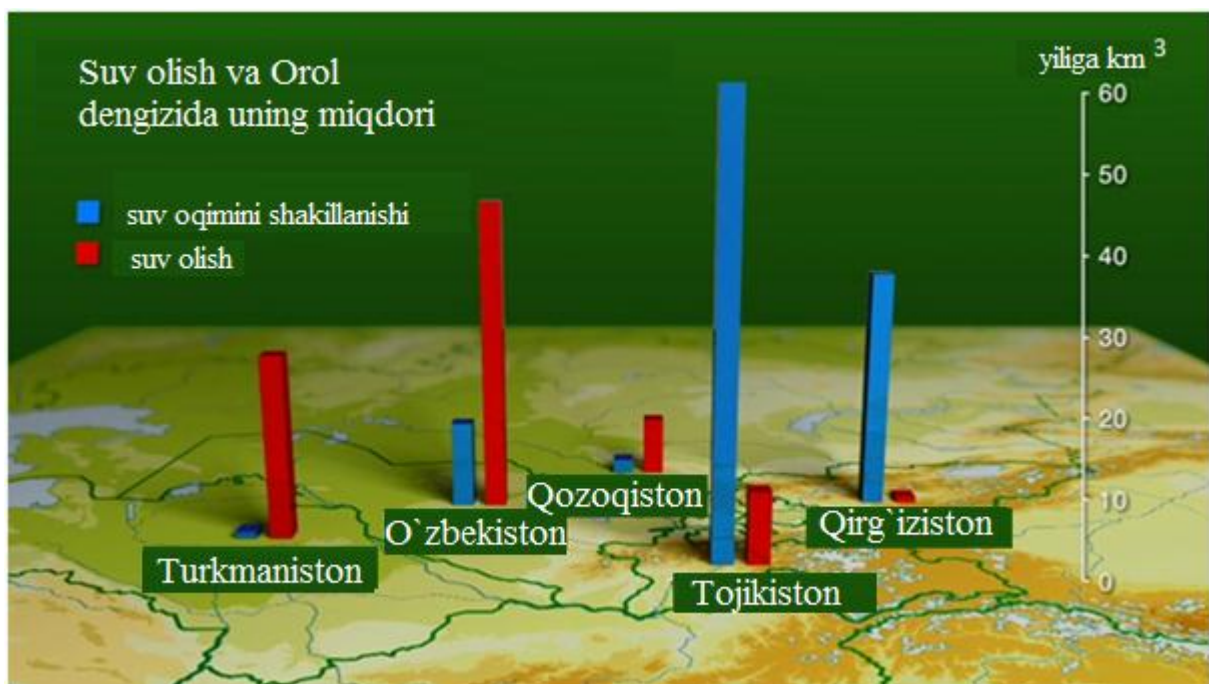 Suv olish va Orol
dengizida uning miqdori
suv oqimini shakillanishi
suv olish
yiliga km 3
60
50
40
30
20
10
0
Qozoqiston
O`zbekiston
Qirg`iziston
Turkmaniston
Tojikiston